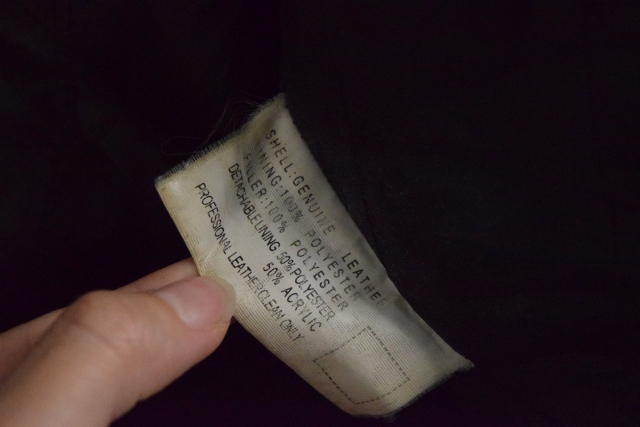 SHELL:GENUINE LEATHER
LINING:100% POLYESTER
FILLER:100% POLYESTER
DETACHABLE LINING 50% POLYESTER
50% ACRYLIC
PROFESSIONAL LEATHER CLEAN ONLY